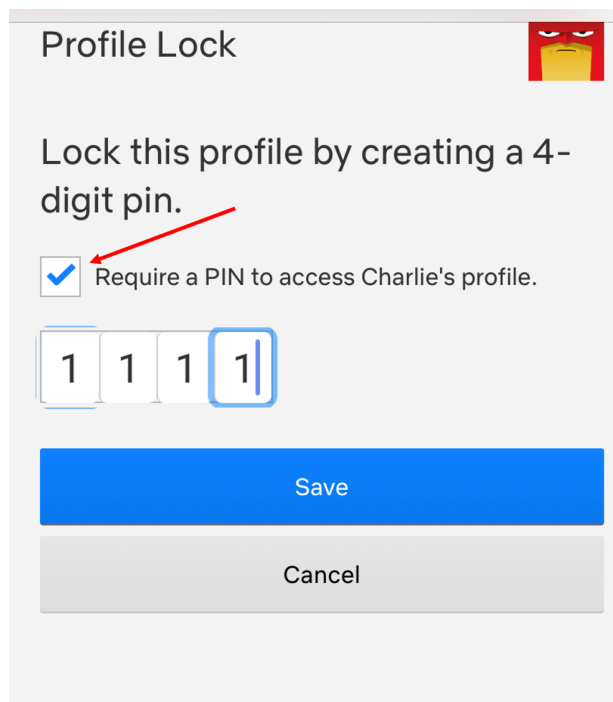 Profile Lock
Lock this profile by creating a 4-
digit pin.
Require a PIN to access Charlie's profile.
1 1 1 1
Save
Cancel